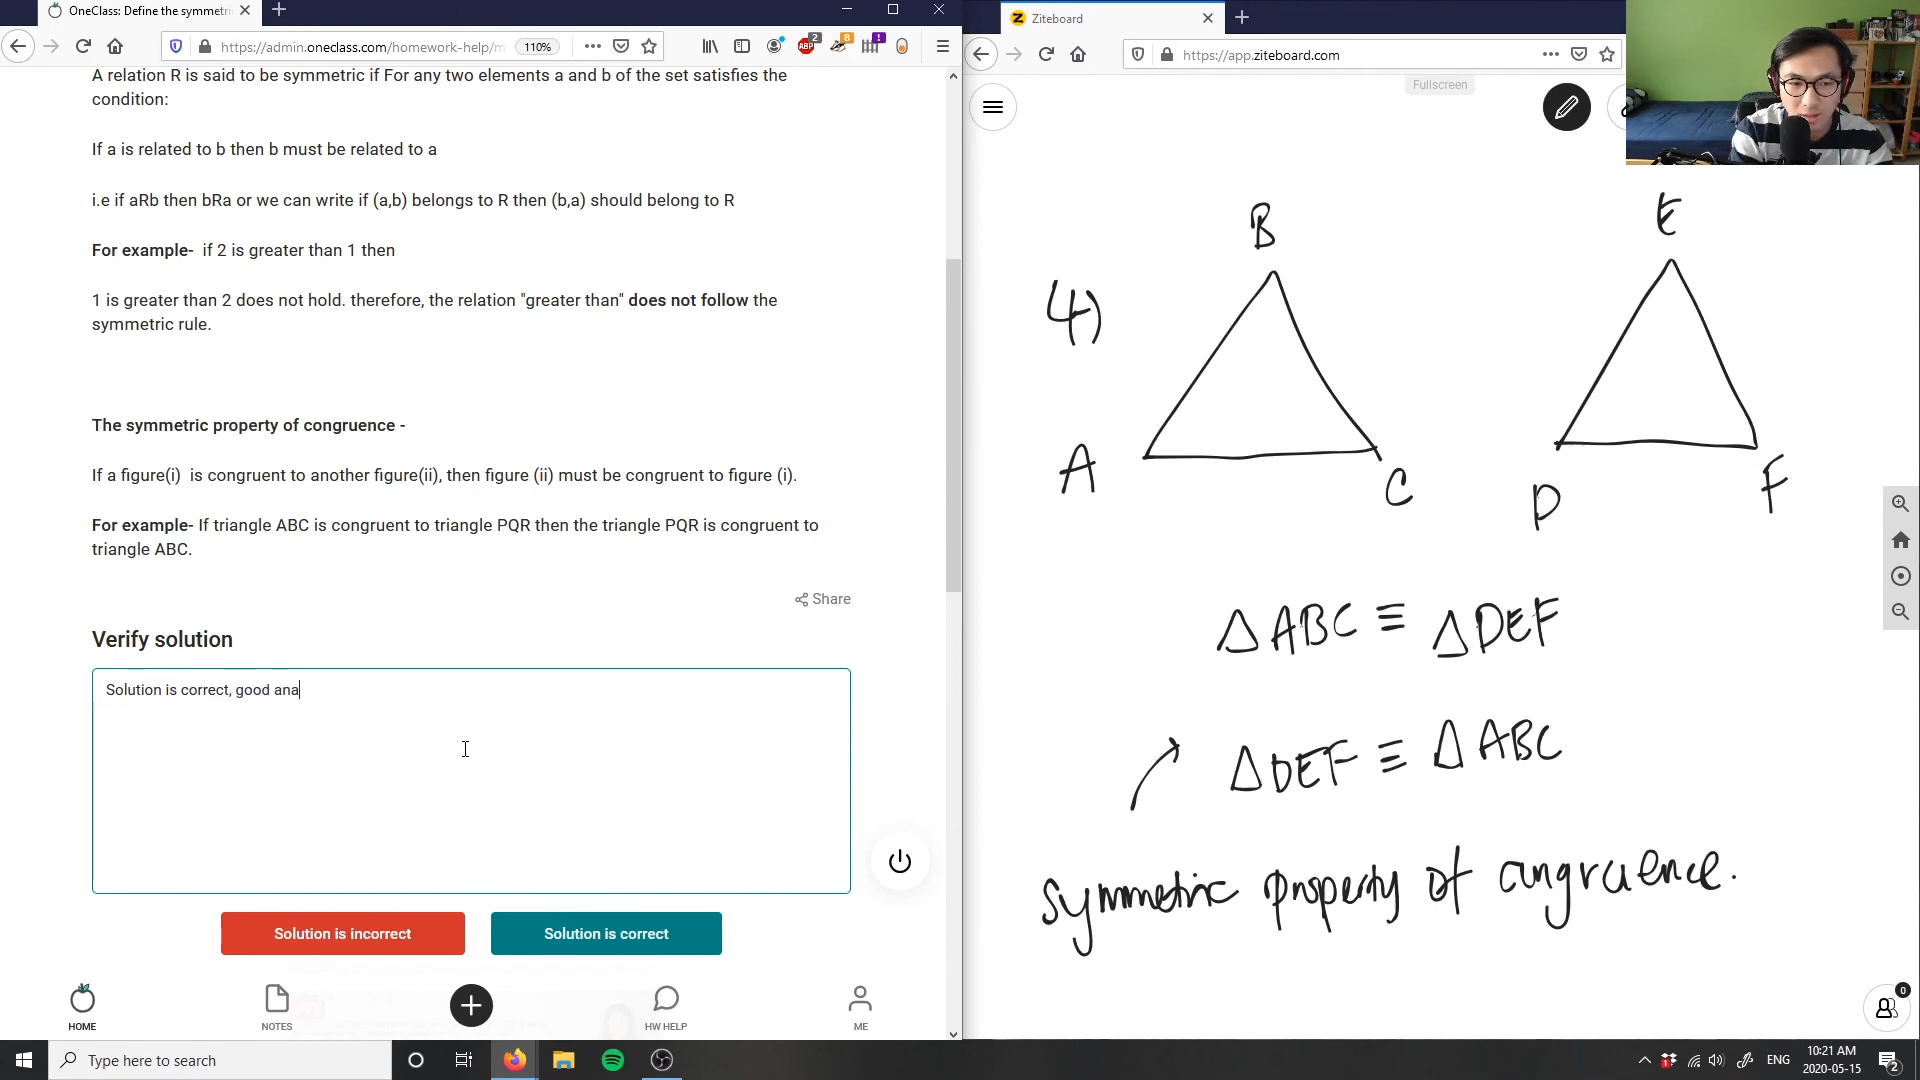 OneClass: Define the symmetri
https://admin.oneclass.com/homework-help/m
110%
2
8
!
A relation R is said to be symmetric if For any two elements a and b of the set satisfies the
condition:
If a is related to b then b must be related to a
i.e if aRb then bRa or we can write if (a,b) belongs to R then (b,a) should belong to R
For example- if 2 is greater than 1 then
1 is greater than 2 does not hold. therefore, the relation "greater than" does not follow the
symmetric rule.
The symmetric property of congruence -
If a figure(i) is congruent to another figure(ii), then figure (ii) must be congruent to figure (i).
For example- If triangle ABC is congruent to triangle PQR then the triangle PQR is congruent to
triangle ABC.
Share
Verify solution
Solution is correct, good ana
Solution is incorrect
Solution is correct
HOME
NOTES
HW HELP
ME
Ziteboard
https://app.ziteboard.com
Fullscreen
4)
B
E
A
C
D
F
Δ ABC ≡ Δ DEF
Δ DEF ≡ Δ ABC
symmetric property of congruence.
0
Type here to search
ENG
10:21 AM
2020-05-15
2